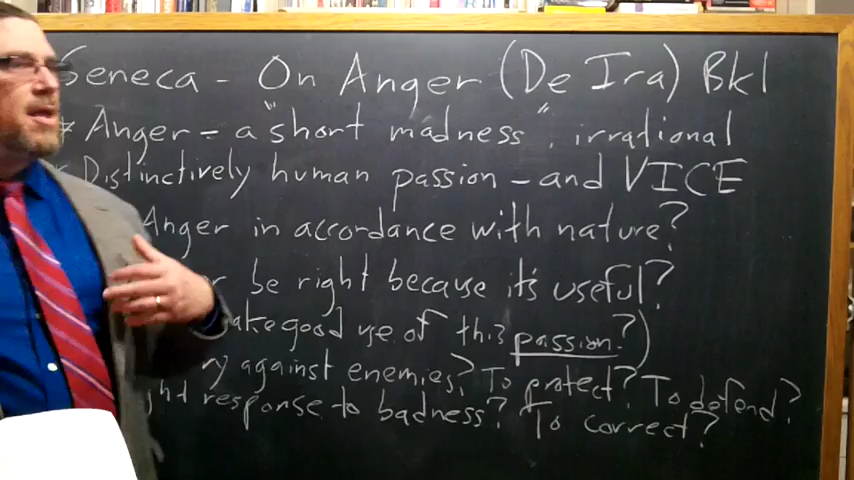 Seneca - On Anger (De Ira) Bk1
Anger = a "short madness", irrational
Distinctively human passion - and VICE
Anger in accordance with nature?
be right because it's useful?
good use of this passion?)
against enemies? To protect? To defend?
response to badness? To correct?